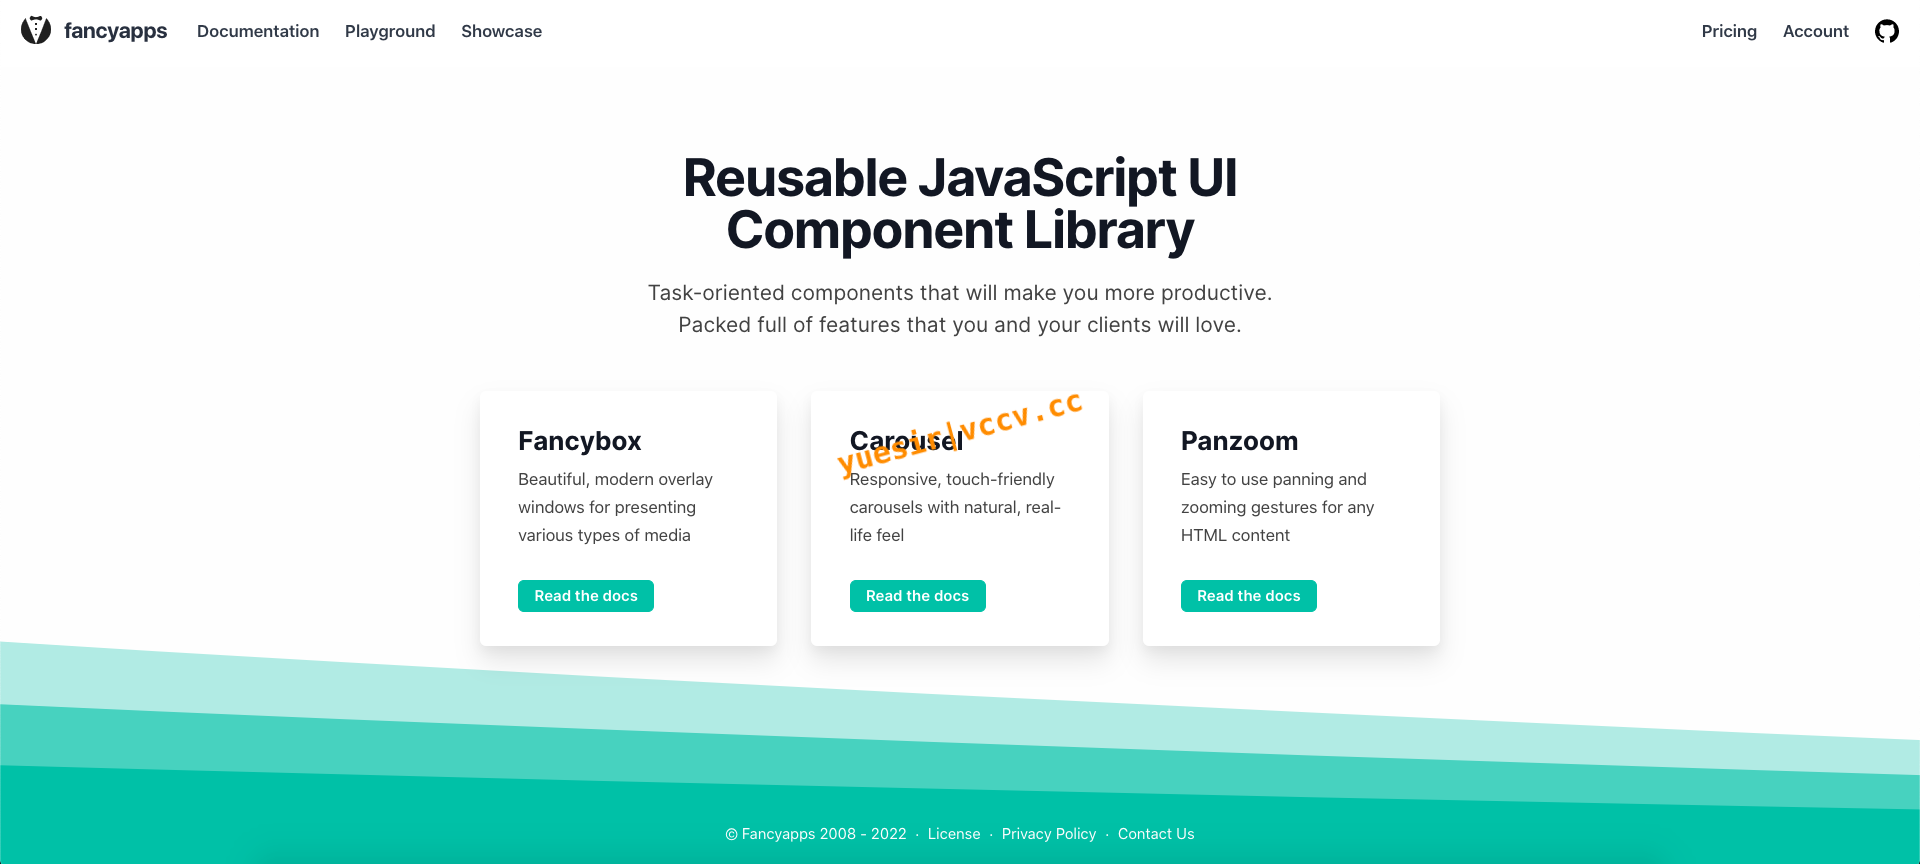 fancyapps Documentation Playground Showcase Pricing Account
Reusable JavaScript UI
Component Library
Task-oriented components that will make you more productive.
Packed full of features that you and your clients will love.
Fancybox
Beautiful, modern overlay
windows for presenting
various types of media
Read the docs
Carousel
yuesir|vccv.cc
Responsive, touch-friendly
carousels with natural, real-
life feel
Read the docs
Panzoom
Easy to use panning and
zooming gestures for any
HTML content
Read the docs
© Fancyapps 2008 - 2022 · License · Privacy Policy · Contact Us